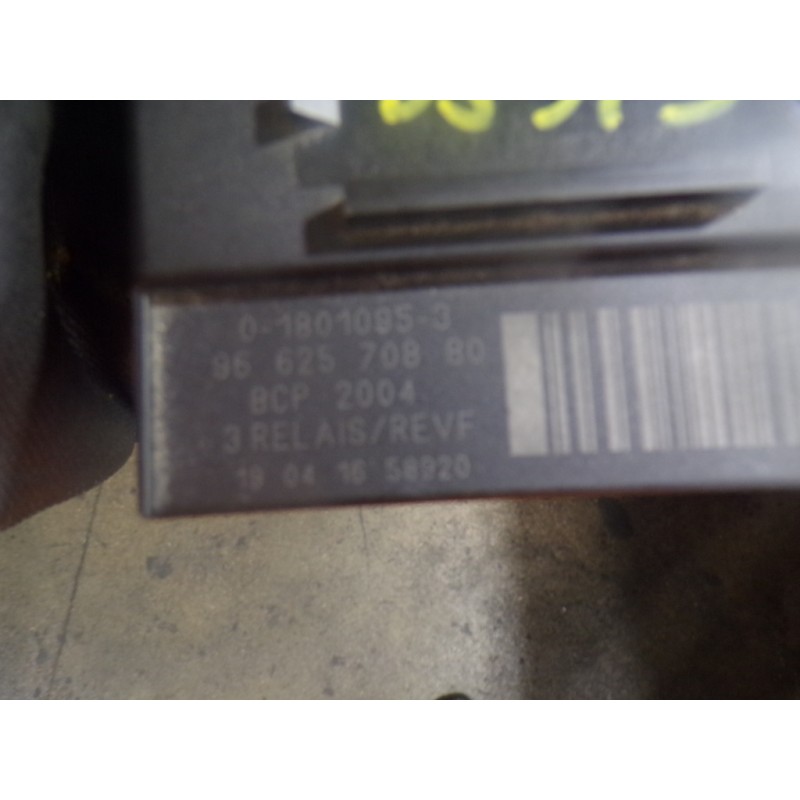 0-1801095-3
96 625 708 80
BCP 2004
3 RELAIS/REVF
19 04 16 58920